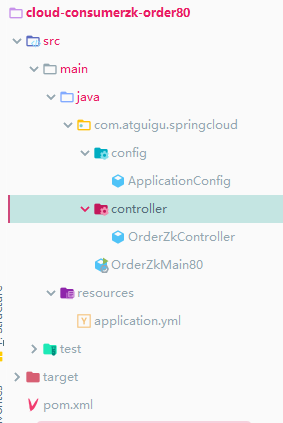 cloud-consumerzk-order80
src
main
java
com.atguigu.springcloud
config
ApplicationConfig
controller
OrderZkController
OrderZkMain80
resources
application.yml
test
target
pom.xml